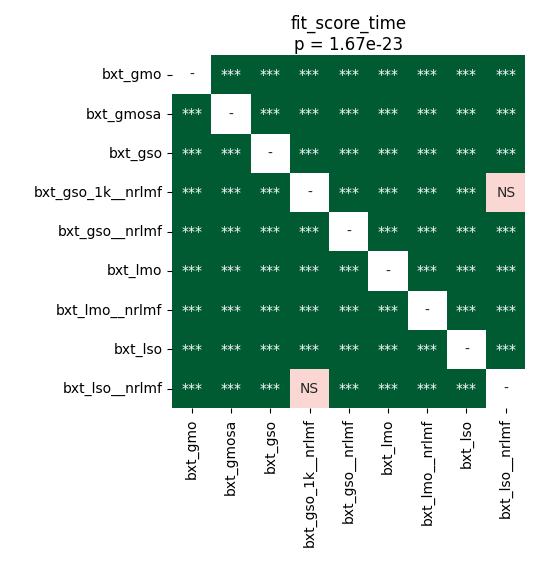 fit_score_time
p = 1.67e-23
bxt_gmo - *** *** *** *** *** *** *** ***
bxt_gmosa *** - *** *** *** *** *** *** ***
bxt_gso *** *** - *** *** *** *** *** ***
bxt_gso_1k__nrlmf *** *** *** - *** *** *** *** NS
bxt_gso__nrlmf *** *** *** *** - *** *** *** ***
bxt_lmo *** *** *** *** *** - *** *** ***
bxt_lmo__nrlmf *** *** *** *** *** *** - *** ***
bxt_lso *** *** *** *** *** *** *** - ***
bxt_lso__nrlmf *** *** *** NS *** *** *** *** -
bxt_gmo
bxt_gmosa
bxt_gso
bxt_gso_1k__nrlmf
bxt_gso__nrlmf
bxt_lmo
bxt_lmo__nrlmf
bxt_lso
bxt_lso__nrlmf